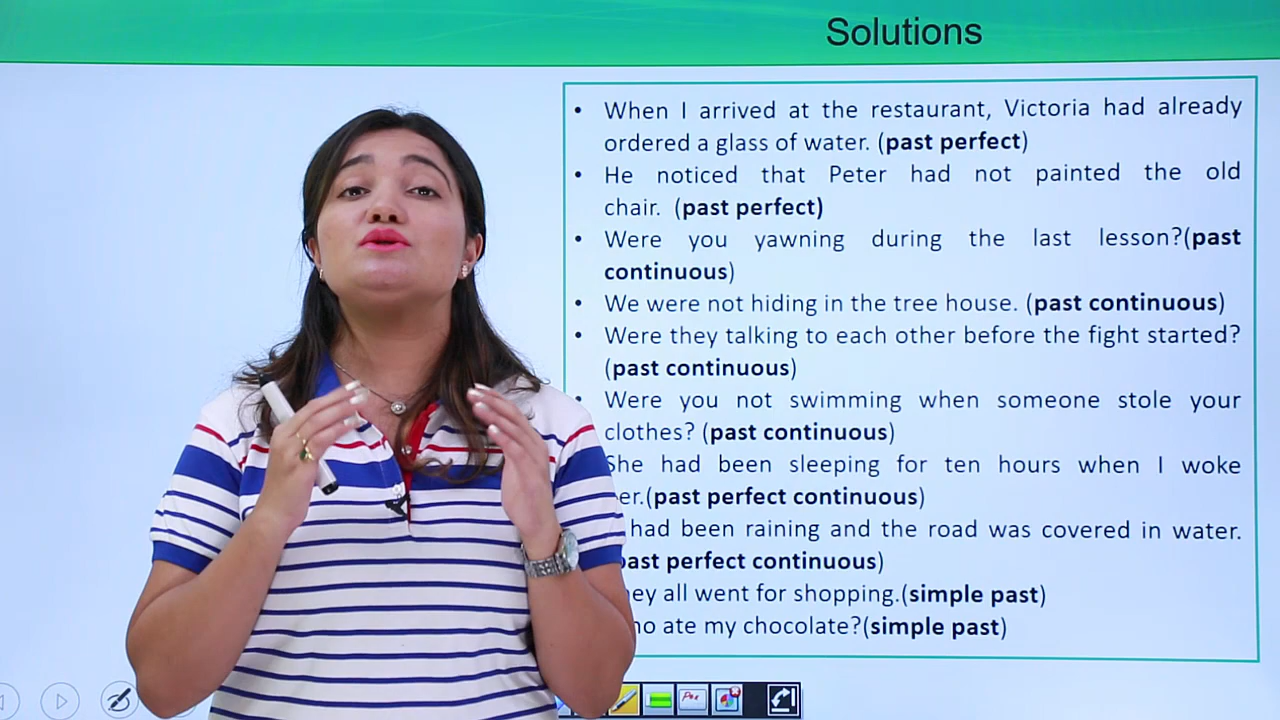 Solutions
• When I arrived at the restaurant, Victoria had already
ordered a glass of water. (past perfect)
• He noticed that Peter had not painted the old
chair. (past perfect)
• Were you yawning during the last lesson?(past
continuous)
• We were not hiding in the tree house. (past continuous)
• Were they talking to each other before the fight started?
(past continuous)
• Were you not swimming when someone stole your
clothes? (past continuous)
She had been sleeping for ten hours when I woke
er.(past perfect continuous)
had been raining and the road was covered in water.
past perfect continuous)
hey all went for shopping.(simple past)
ho ate my chocolate?(simple past)